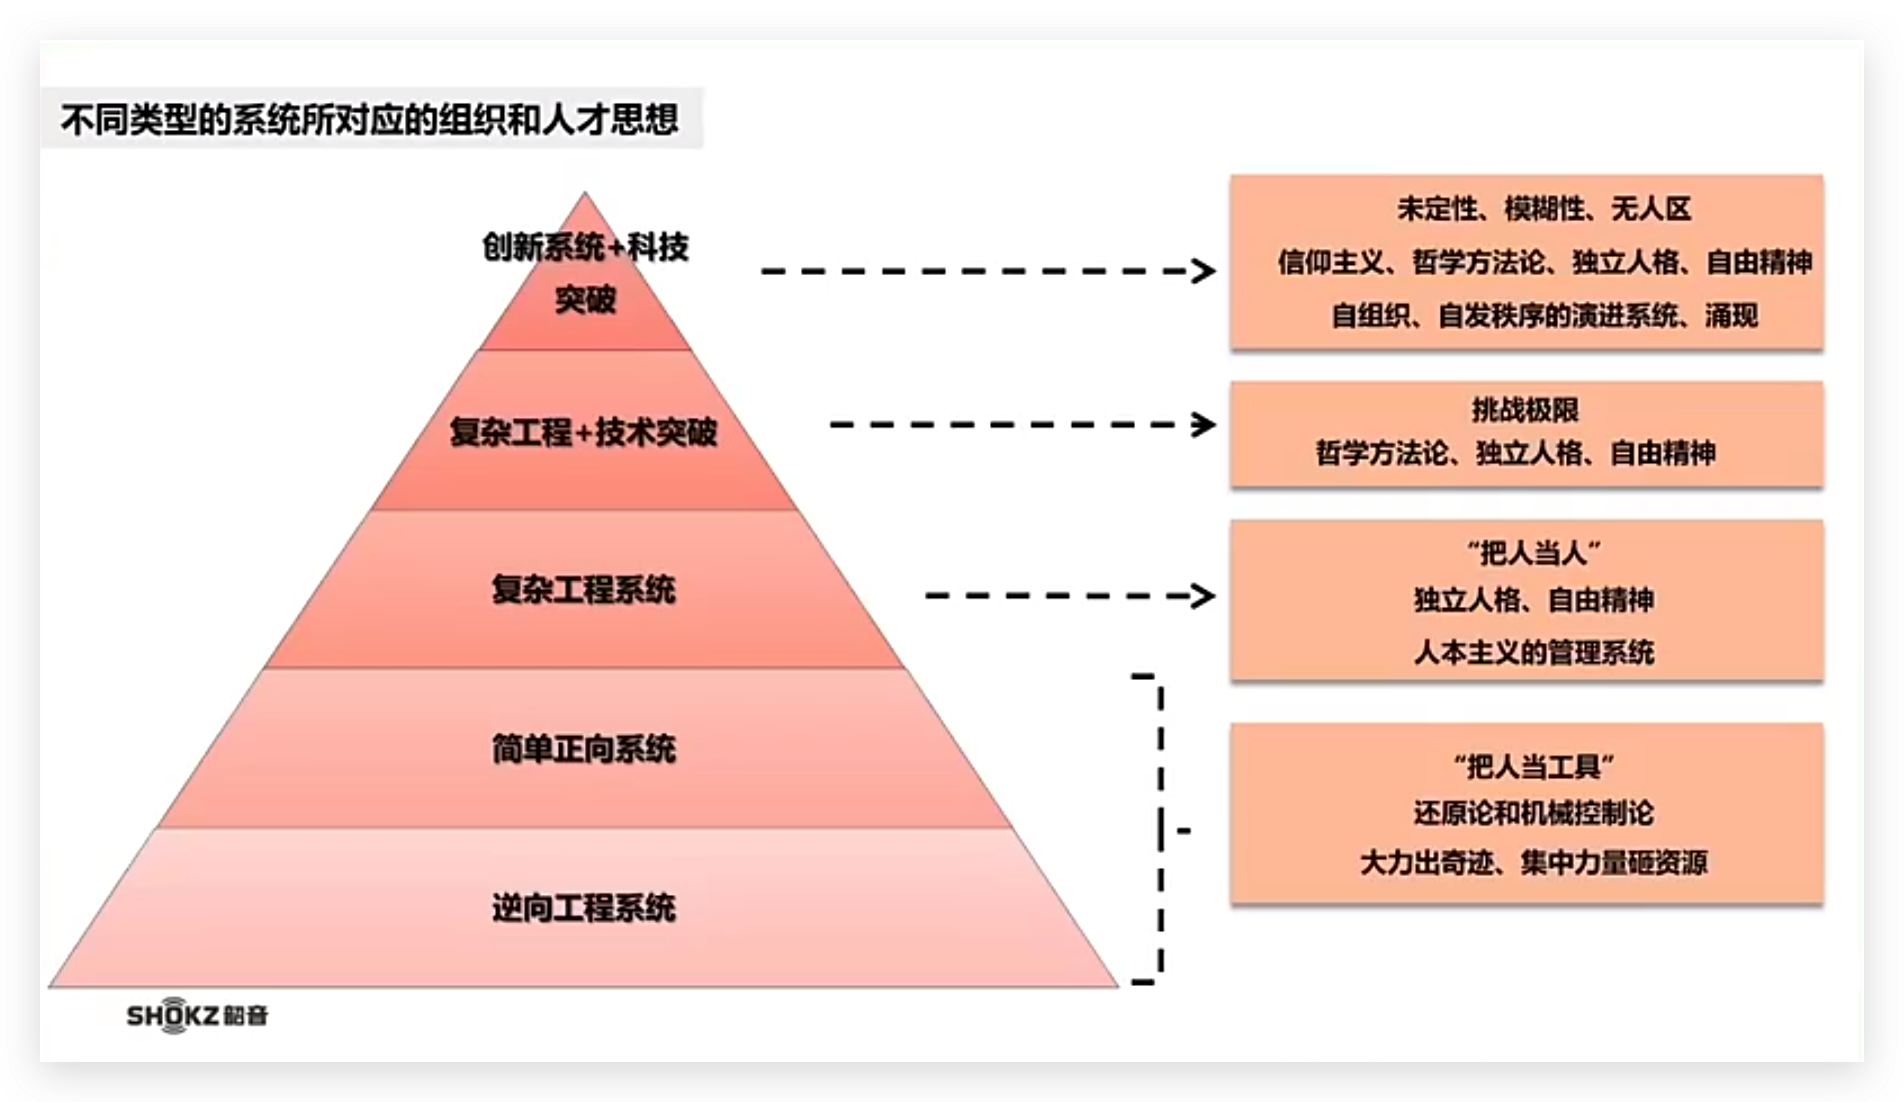 不同类型的系统所对应的组织和人才思想
创新系统+科技
突破
未定性、模糊性、无人区
信仰主义、哲学方法论、独立人格、自由精神
自组织、自发秩序的演进系统、涌现
复杂工程+技术突破
挑战极限
哲学方法论、独立人格、自由精神
复杂工程系统
“把人当人”
独立人格、自由精神
人本主义的管理系统
简单正向系统
逆向工程系统
“把人当工具”
还原论和机械控制论
大力出奇迹、集中力量砸资源
SHOKZ韶音